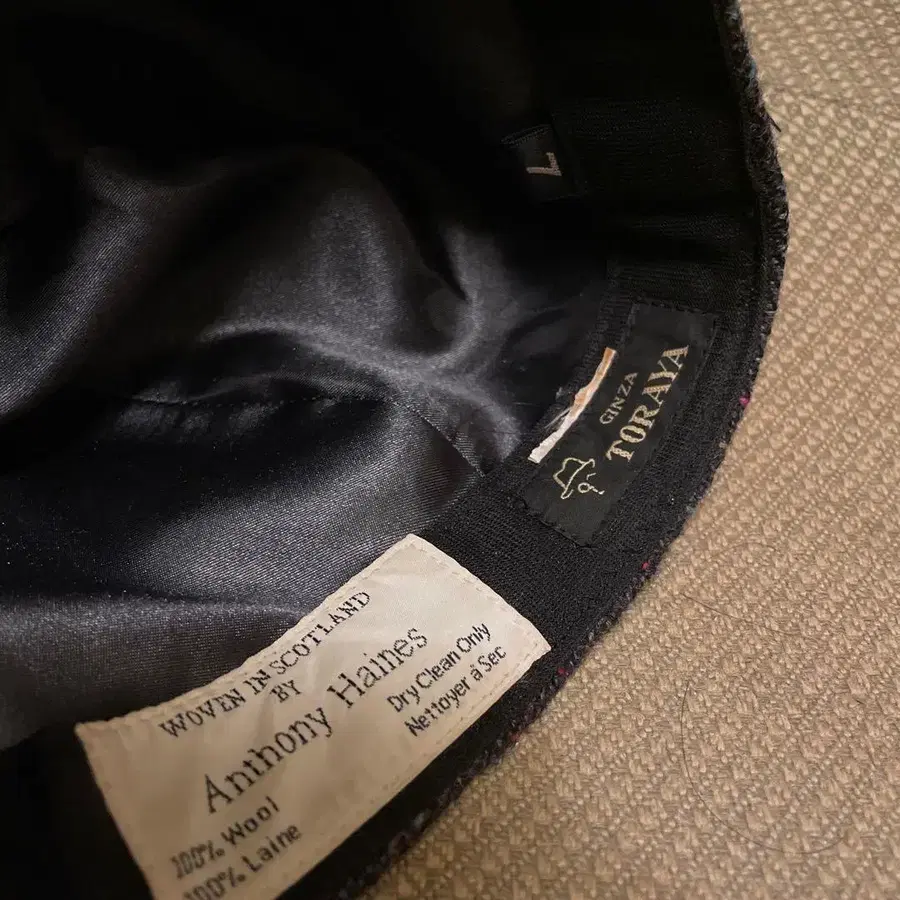 L
GINZA
TORAYA
WOVEN IN SCOTLAND
BY
Anthony Haines
Dry Clean Only
Nettoyer á Sec
100% Wool
100% Laine